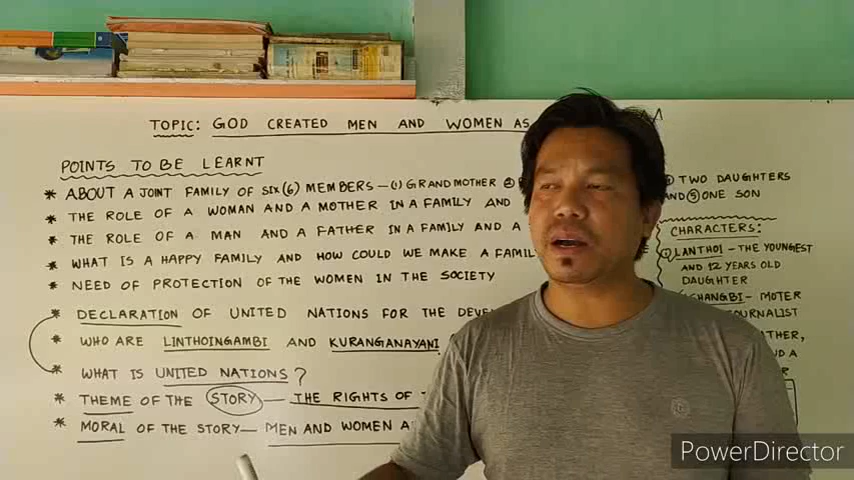 TOPIC: GOD CREATED MEN AND WOMEN AS
POINTS TO BE LEARNT
* ABOUT A JOINT FAMILY OF SIX (6) MEMBERS — (1) GRANDMOTHER (2)
TWO DAUGHTERS
AND (5) ONE SON
* THE ROLE OF A WOMAN AND A MOTHER IN A FAMILY AND
* THE ROLE OF A MAN AND A FATHER IN A FAMILY AND A
* WHAT IS A HAPPY FAMILY AND HOW COULD WE MAKE A FAMIL
* NEED OF PROTECTION OF THE WOMEN IN THE SOCIETY
* DECLARATION OF UNITED NATIONS FOR THE DEVE
* WHO ARE LINTHOINGAMBI AND KURANGANAYANI
* WHAT IS UNITED NATIONS?
* THEME OF THE STORY — THE RIGHTS OF
* MORAL OF THE STORY — MEN AND WOMEN A
CHARACTERS:
(1) LANTHOI — THE YOUNGEST
AND 12 YEARS OLD
DAUGHTER
CHANGBI — MOTER
JOURNALIST
PowerDirector